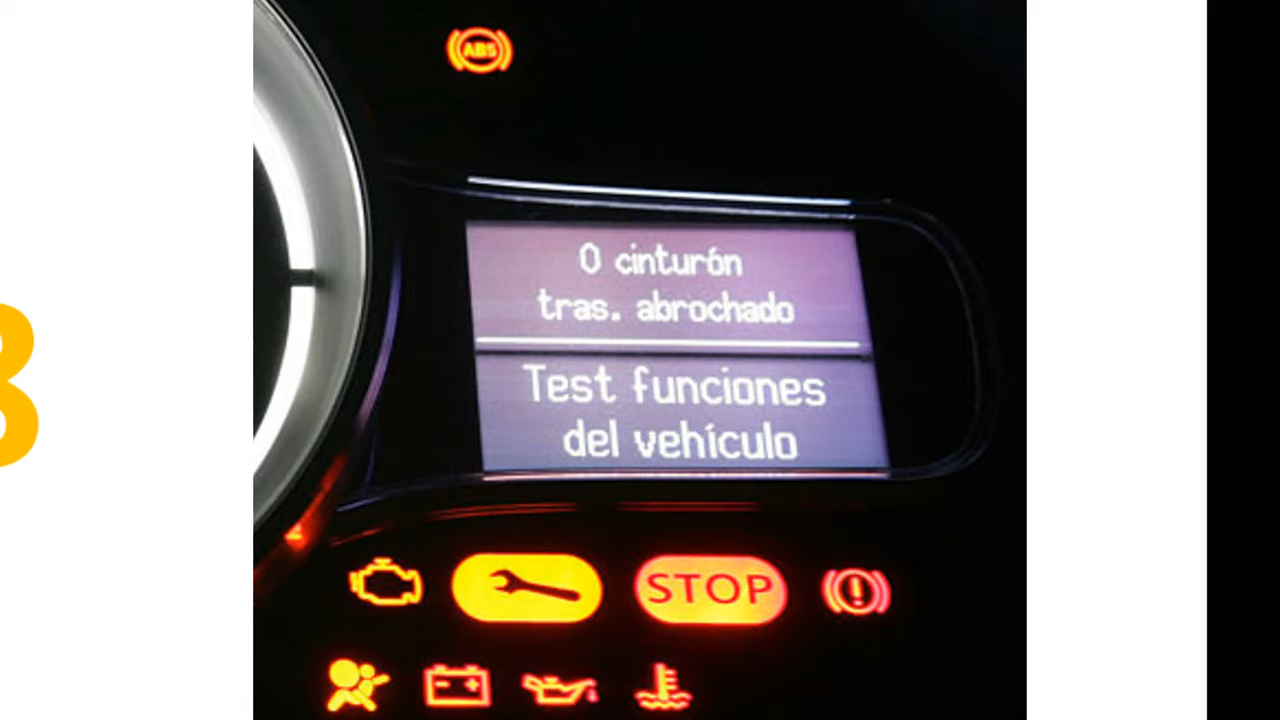 ABS
0 cinturón
tras. abrochado
Test funciones
del vehículo
STOP